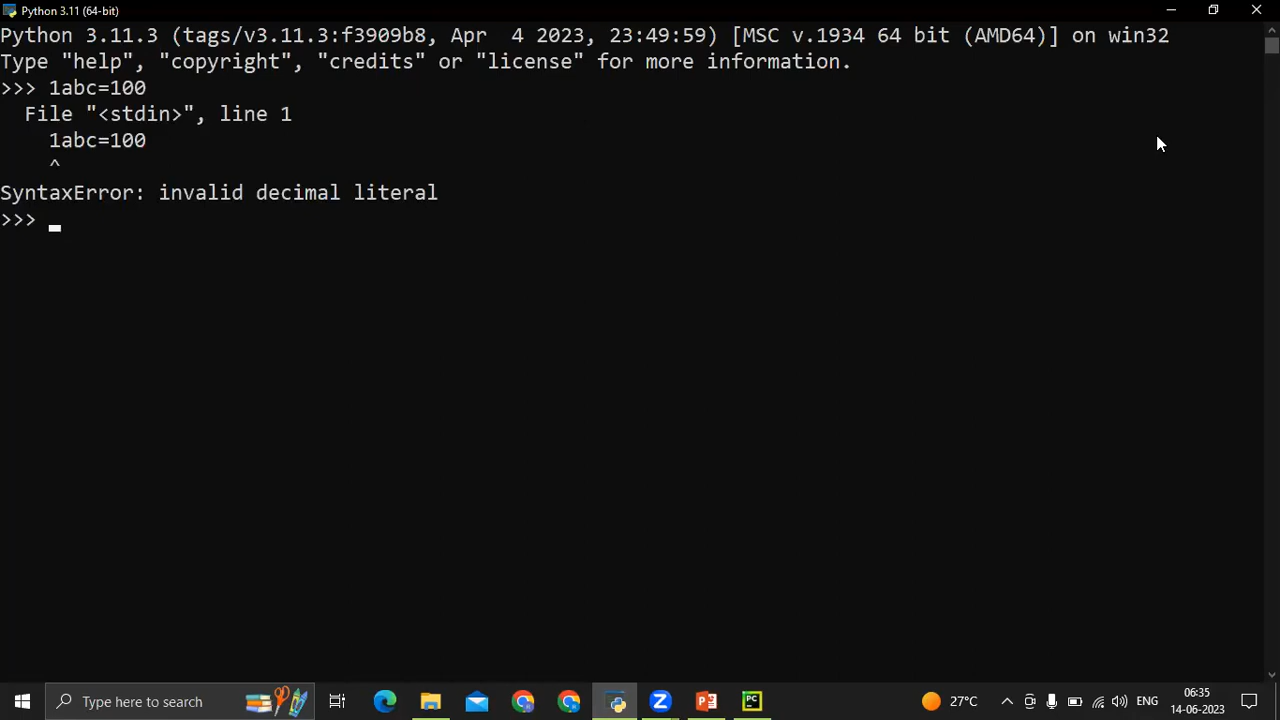 Python 3.11 (64-bit)
Python 3.11.3 (tags/v3.11.3:f3909b8, Apr  4 2023, 23:49:59) [MSC v.1934 64 bit (AMD64)] on win32
Type "help", "copyright", "credits" or "license" for more information.
>>> 1abc=100
  File "<stdin>", line 1
    1abc=100
    ^
SyntaxError: invalid decimal literal
>>>
Type here to search
27°C
ENG
06:35
14-06-2023